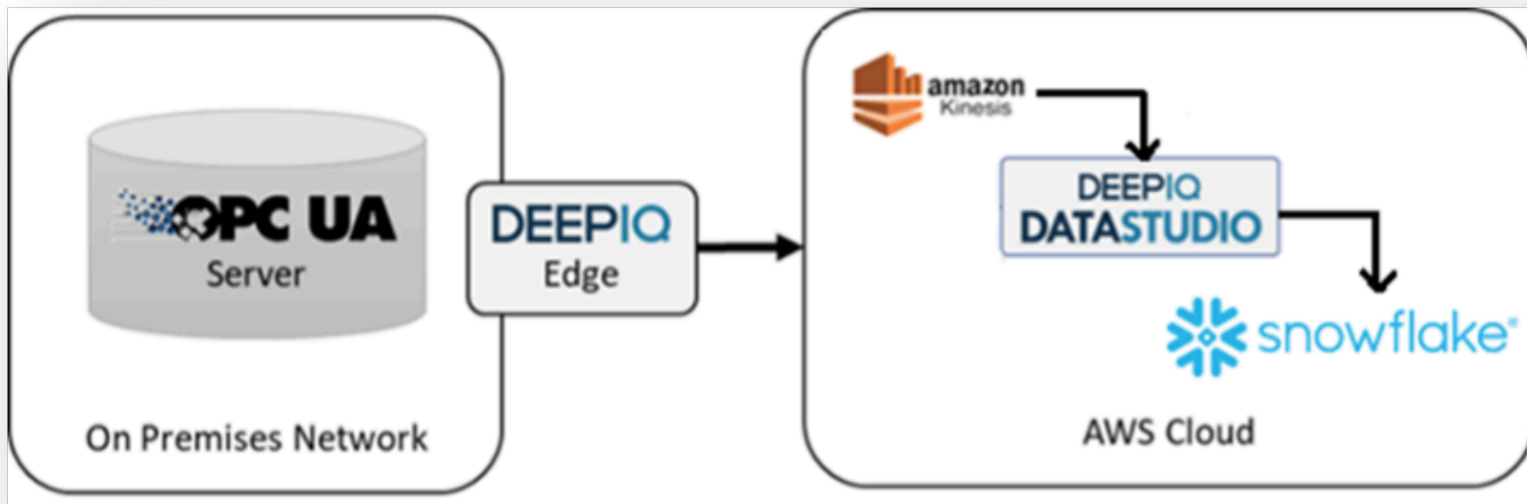 OPC UA
Server
On Premises Network
DEEPIQ
Edge
amazon
Kinesis
DEEPIQ
DATASTUDIO
snowflake®
AWS Cloud